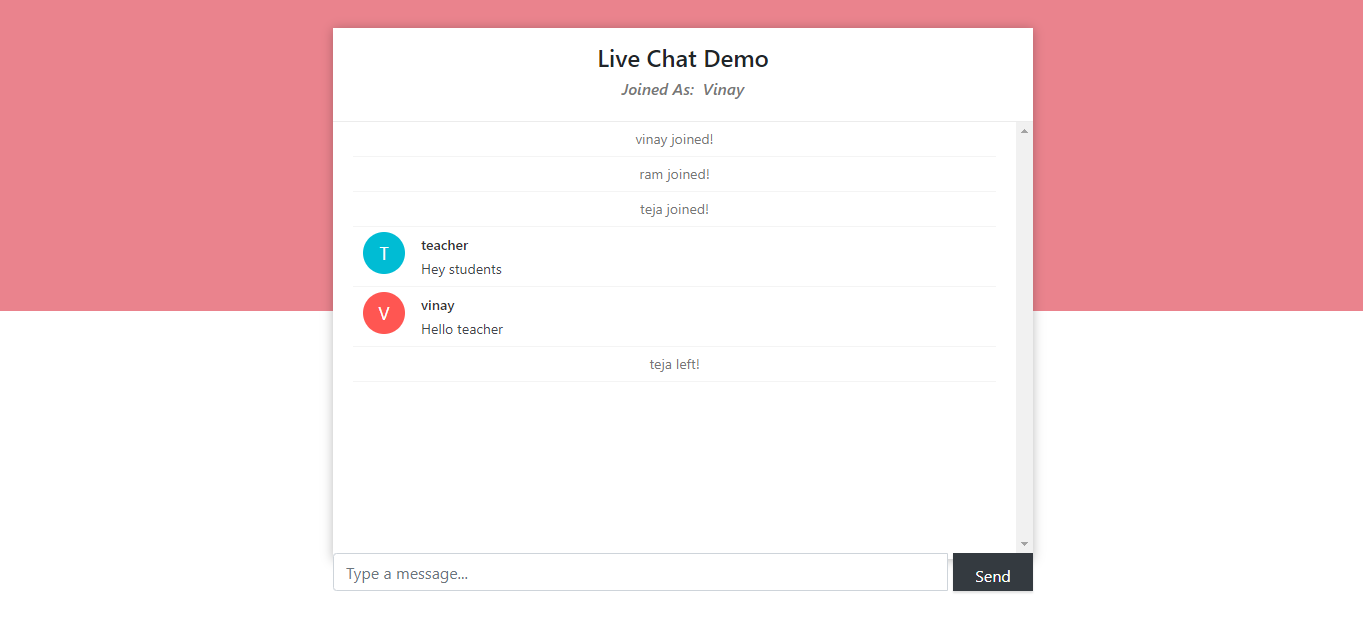 Live Chat Demo
Joined As: Vinay
vinay joined!
ram joined!
teja joined!
T
teacher
Hey students
V
vinay
Hello teacher
teja left!
Type a message...
Send